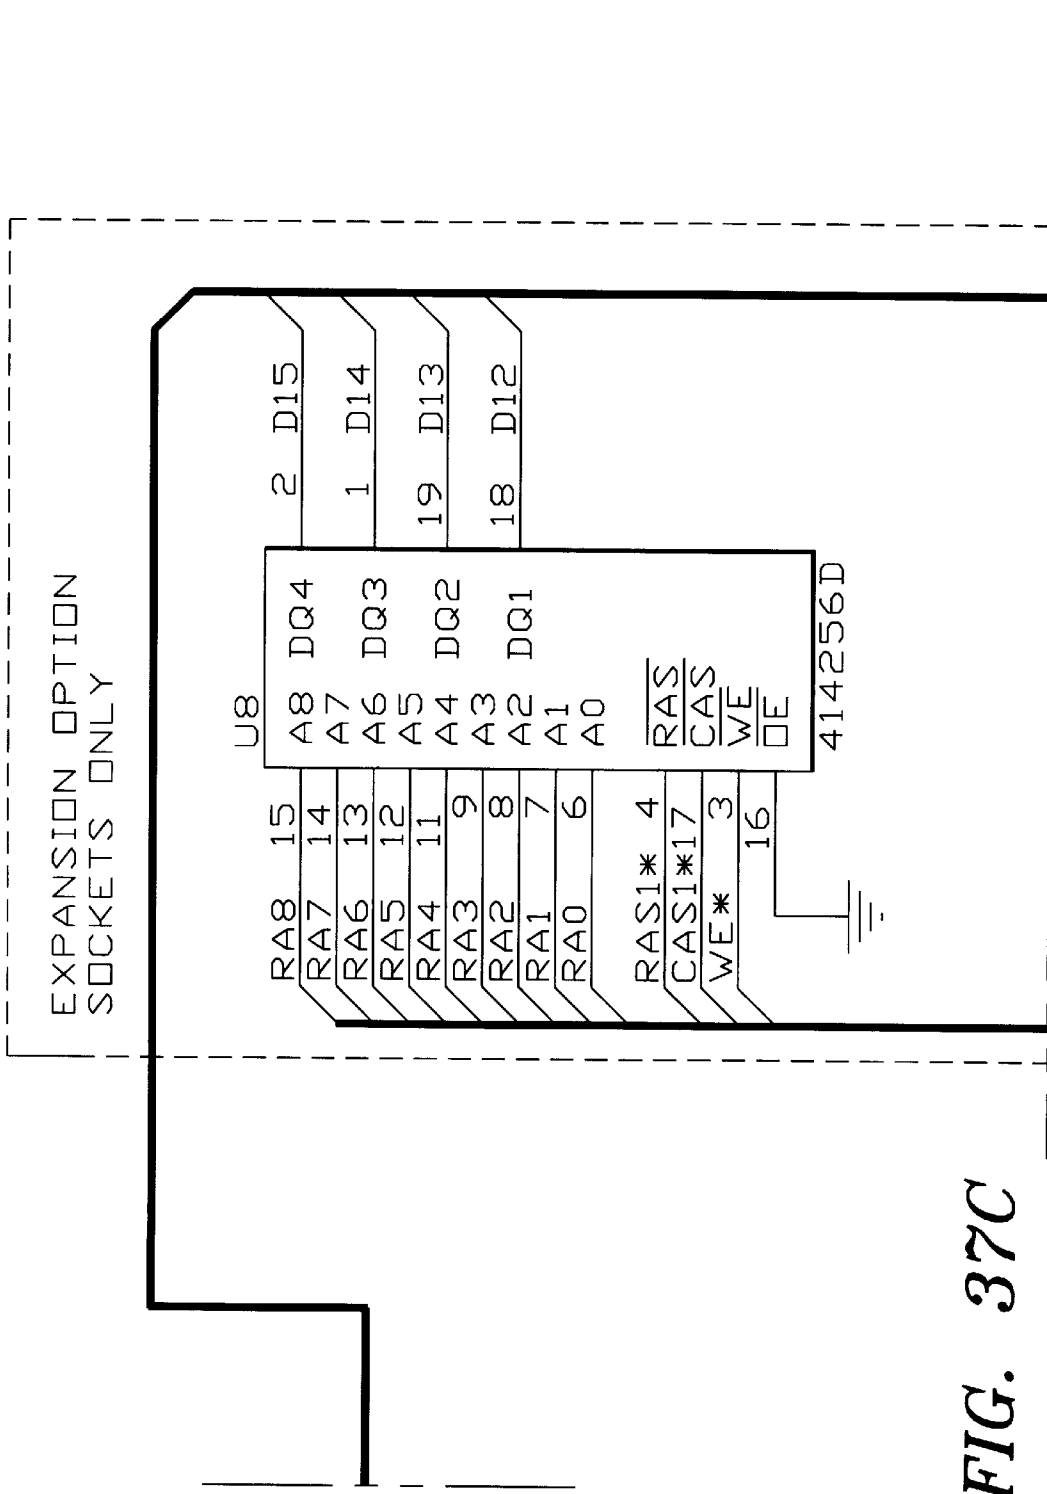 EXPANSION OPTION
SOCKETS ONLY
U8
RA8 15 A8 DQ4 2 D15
RA7 14 A7
RA6 13 A6 DQ3 1 D14
RA5 12 A5
RA4 11 A4 DQ2 19 D13
RA3 9 A3
RA2 8 A2 DQ1 18 D12
RA1 7 A1
RA0 6 A0
RAS1* 4 RAS
CAS1* 17 CAS
WE* 3 WE
16 OE
414256D
FIG. 37C